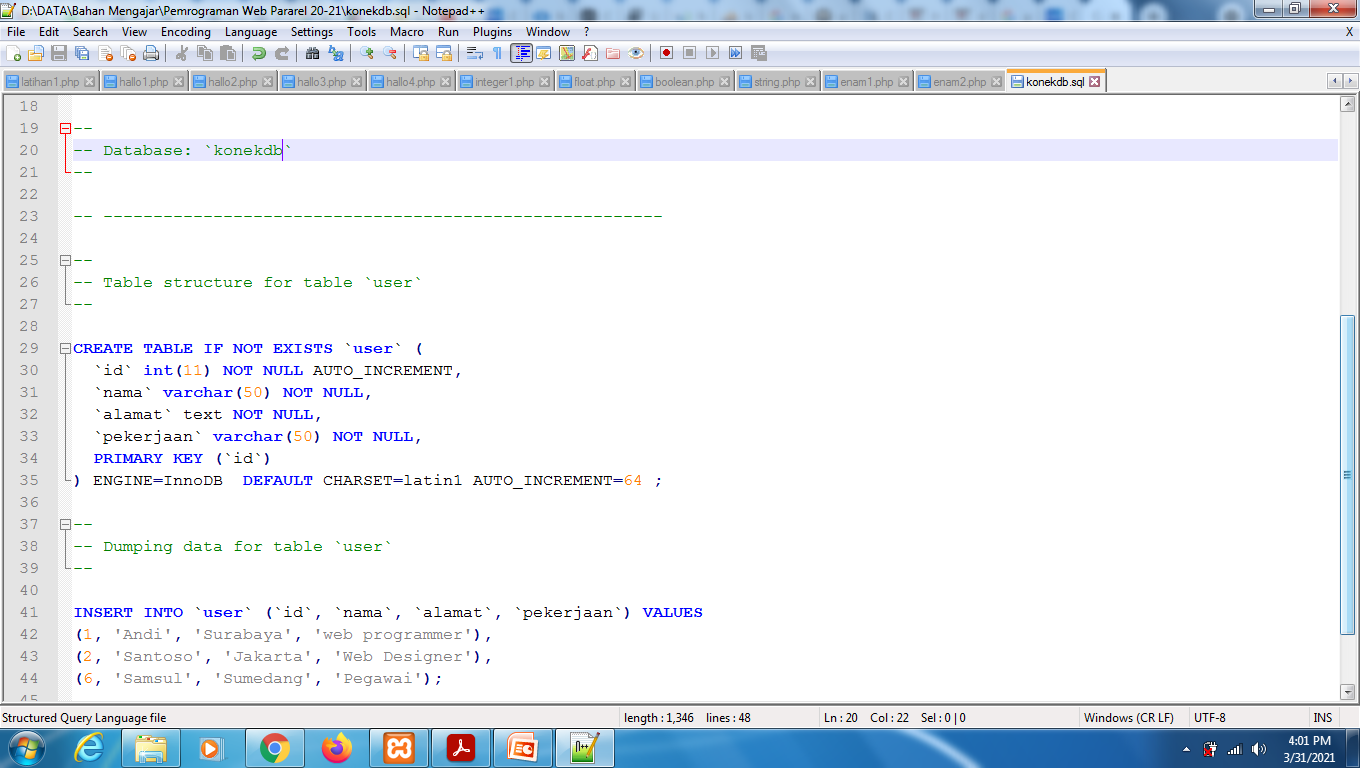 D:\DATA\Bahan Mengajar\Pemrograman Web Pararel 20-21\konekdb.sql - Notepad++
File Edit Search View Encoding Language Settings Tools Macro Run Plugins Window ? X
latihan1.php hallo1.php hallo2.php hallo3.php hallo4.php integer1.php float.php boolean.php string.php enam1.php enam2.php konekdb.sql
18
19 --
20 -- Database: `konekdb`
21 --
22
23 -- --------------------------------------------------------
24
25 --
26 -- Table structure for table `user`
27 --
28
29 CREATE TABLE IF NOT EXISTS `user` (
30 `id` int(11) NOT NULL AUTO_INCREMENT,
31 `nama` varchar(50) NOT NULL,
32 `alamat` text NOT NULL,
33 `pekerjaan` varchar(50) NOT NULL,
34 PRIMARY KEY (`id`)
35 ) ENGINE=InnoDB  DEFAULT CHARSET=latin1 AUTO_INCREMENT=64 ;
36
37 --
38 -- Dumping data for table `user`
39 --
40
41 INSERT INTO `user` (`id`, `nama`, `alamat`, `pekerjaan`) VALUES
42 (1, 'Andi', 'Surabaya', 'web programmer'),
43 (2, 'Santoso', 'Jakarta', 'Web Designer'),
44 (6, 'Samsul', 'Sumedang', 'Pegawai');
45
Structured Query Language file length : 1,346 lines : 48 Ln : 20 Col : 22 Sel : 0 | 0 Windows (CR LF) UTF-8 INS
4:01 PM
3/31/2021